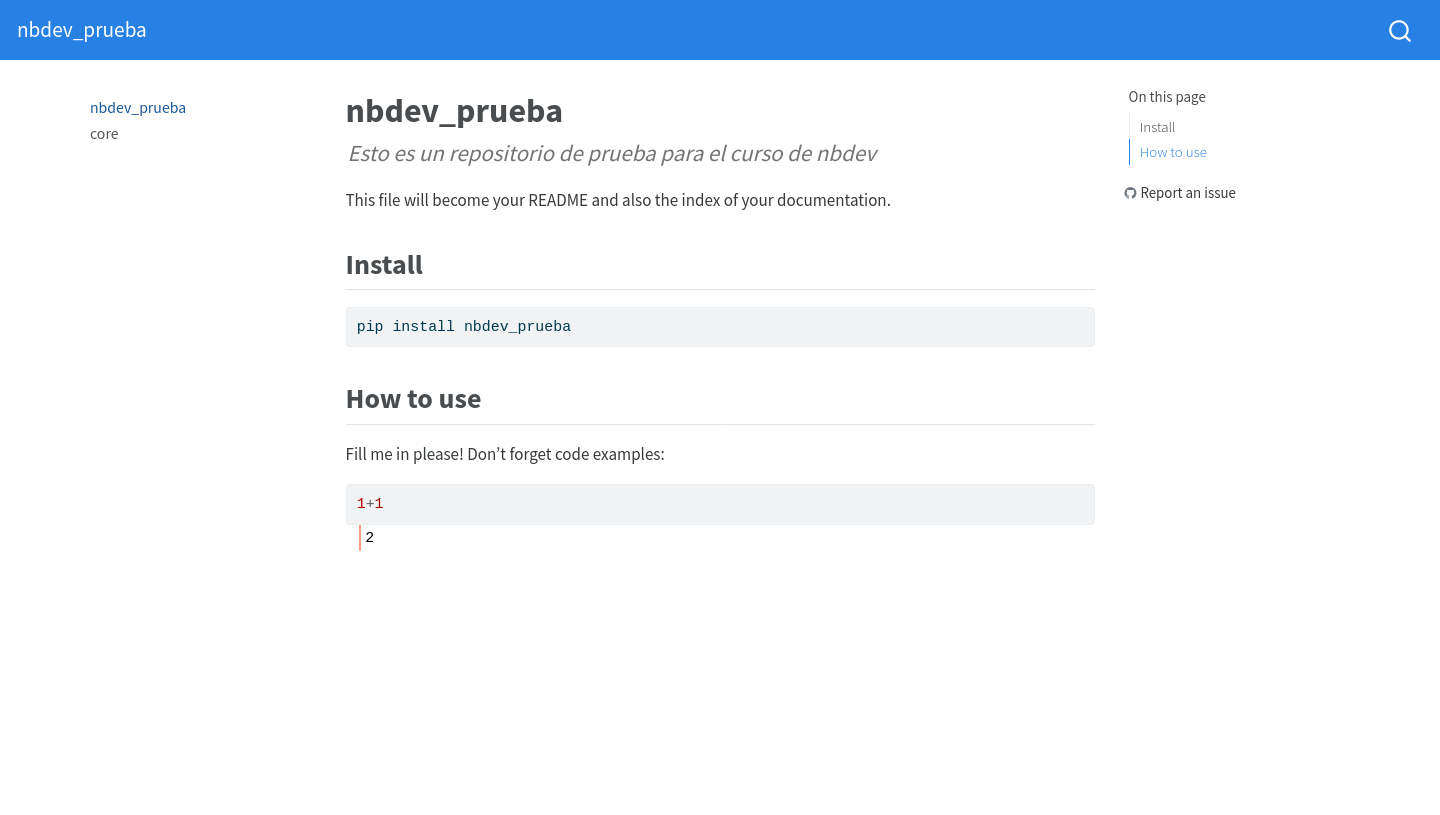 nbdev_prueba
nbdev_prueba
core
nbdev_prueba
Esto es un repositorio de prueba para el curso de nbdev
This file will become your README and also the index of your documentation.
Install
pip install nbdev_prueba
How to use
Fill me in please! Don’t forget code examples:
1+1
2
On this page
Install
How to use
Report an issue